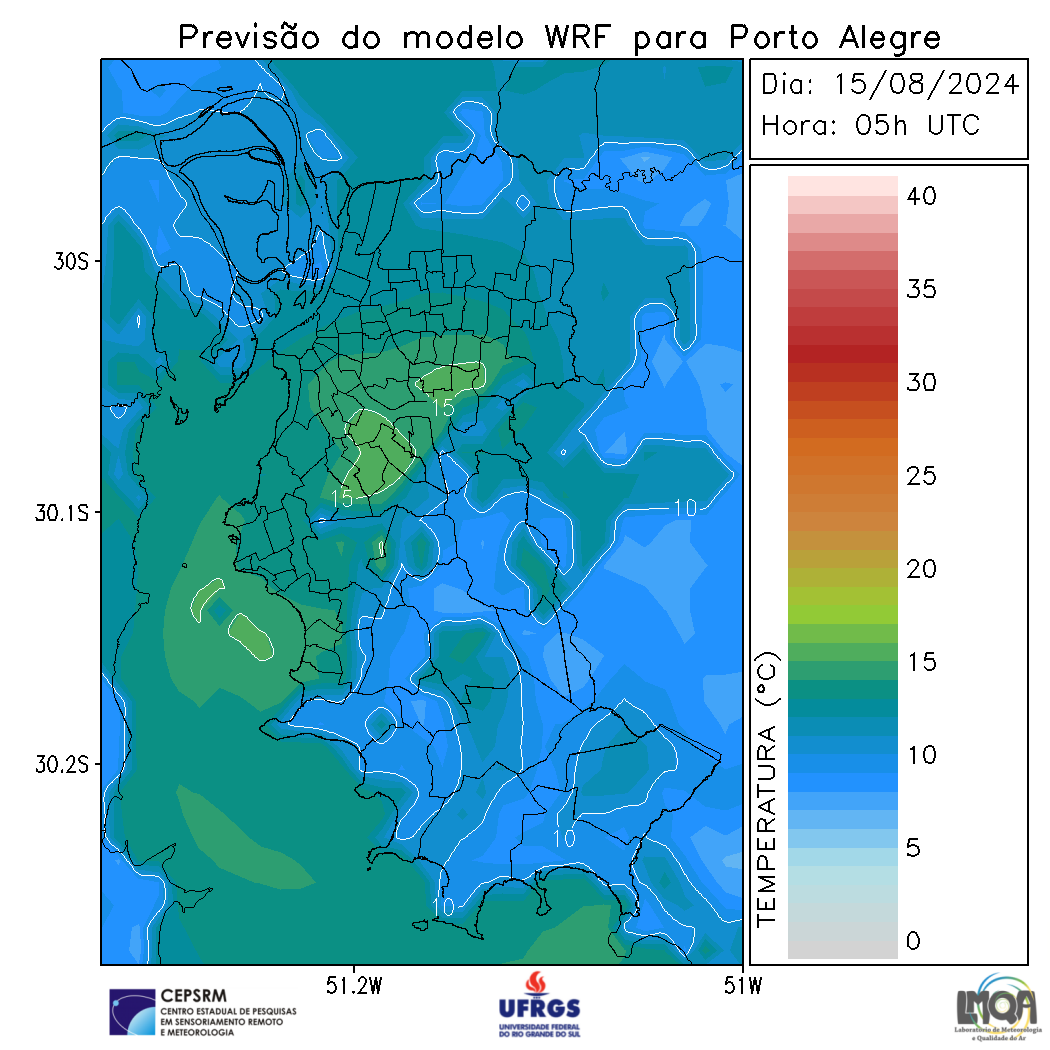 Previsão do modelo WRF para Porto Alegre
Dia: 15/08/2024
Hora: 05h UTC
40
35
30
25
20
15
10
5
0
TEMPERATURA (°C)
30S
30.1S
30.2S
51.2W
51W
15
15
10
10
10
CEPSRM
CENTRO ESTADUAL DE PESQUISAS
EM SENSORIAMENTO REMOTO
E METEOROLOGIA
UFRGS
UNIVERSIDADE FEDERAL
DO RIO GRANDE DO SUL
LMQA
Laboratório de Meteorologia
e Qualidade do Ar